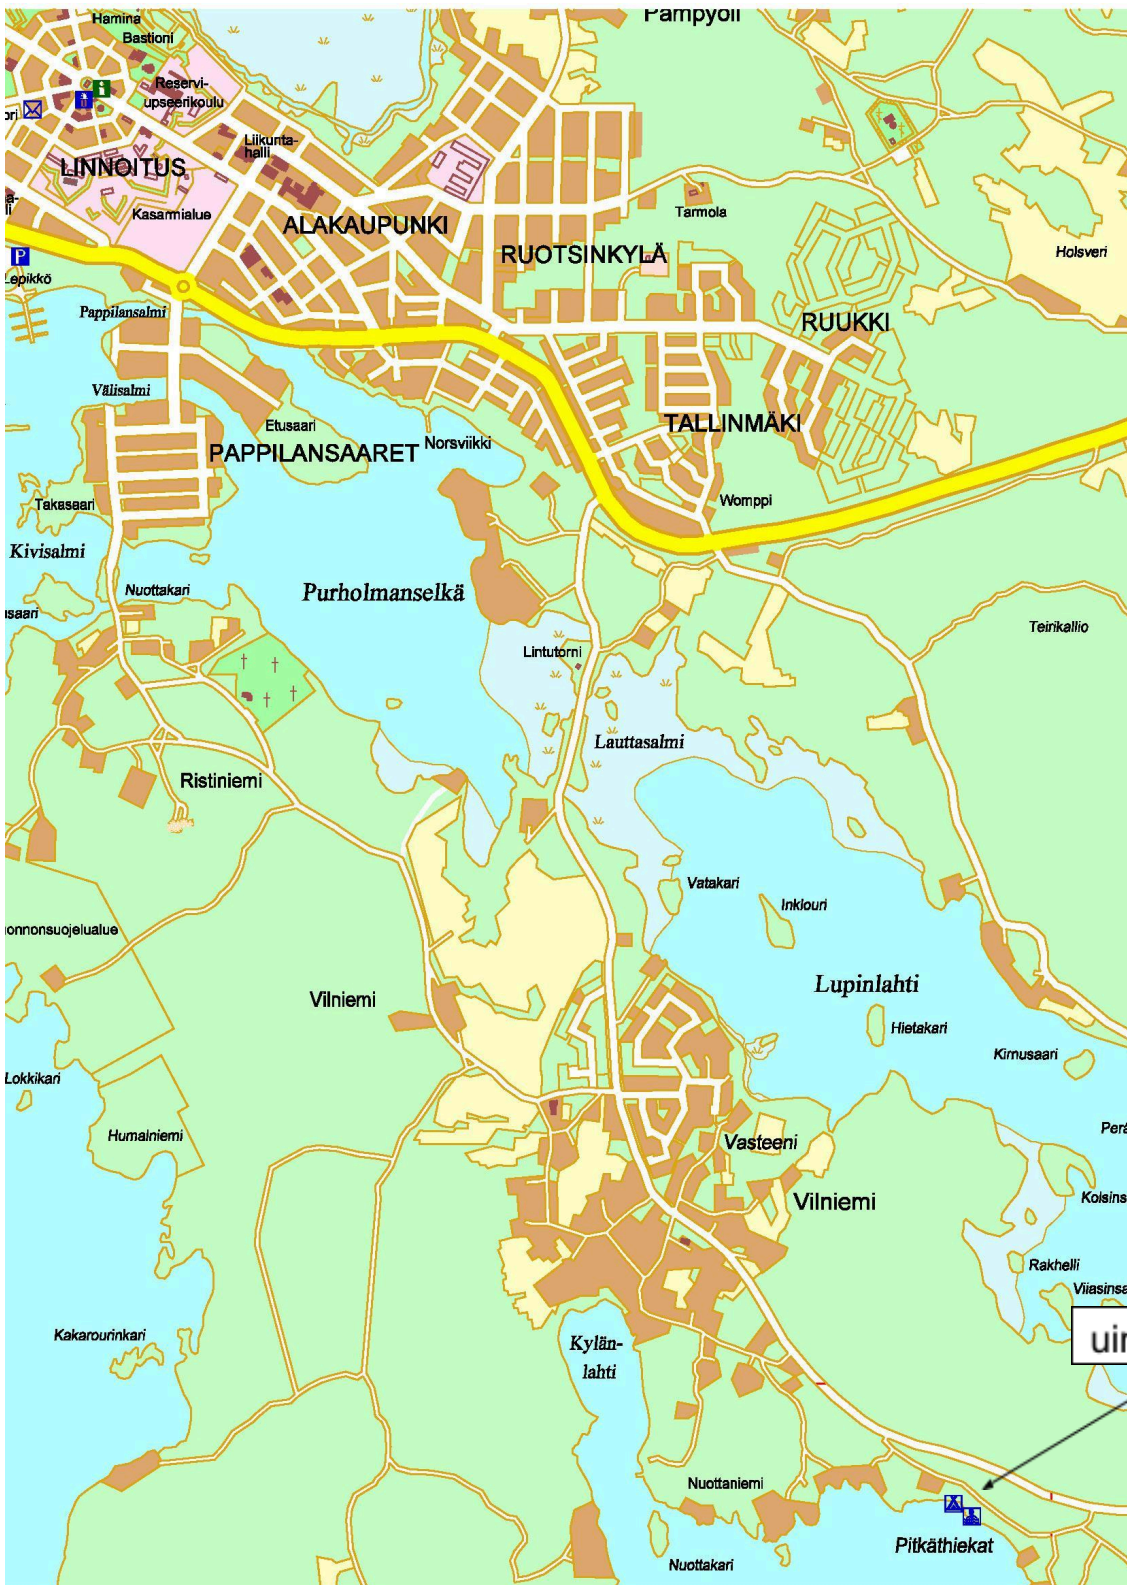 Pampyöli
Hamina
Bastioni
Reservi-
upseerikoulu
i
Liikunta-
halli
LINNOITUS
Kasarmialue
ALAKAUPUNKI
Tarmola
RUOTSINKYLÄ
Holsveri
P
Lepikkö
Pappilansalmi
RUUKKI
Välisalmi
Etusaari
TALLINMÄKI
Norsviikki
PAPPILANSAARET
Womppi
Takasaari
Kivisalmi
Nuottakari
Purholmanselkä
Teirikallio
Lintutorni
Lauttasalmi
Ristiniemi
Vatakari
Inklouri
onnonsuojelualue
Lupinlahti
Vilniemi
Hietakari
Kirnusaari
Lokkikari
Humalniemi
Vasteeni
Vilniemi
Rakhelli
Kakarourinkari
Kylän-
lahti
Nuottaniemi
Pitkäthiekat
Nuottakari